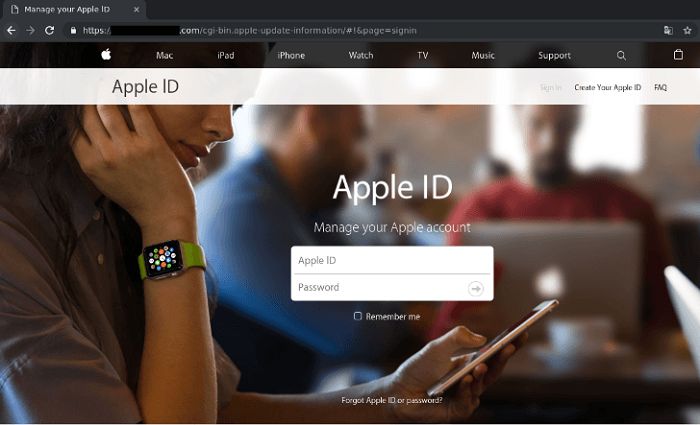 Manage your Apple ID
https:// .com/cgi-bin.apple-update-information/#!&page=signin
Mac iPad iPhone Watch TV Music Support
Apple ID Sign In Create Your Apple ID FAQ
Apple ID
Manage your Apple account
Apple ID
Password
Remember me
Forgot Apple ID or password?